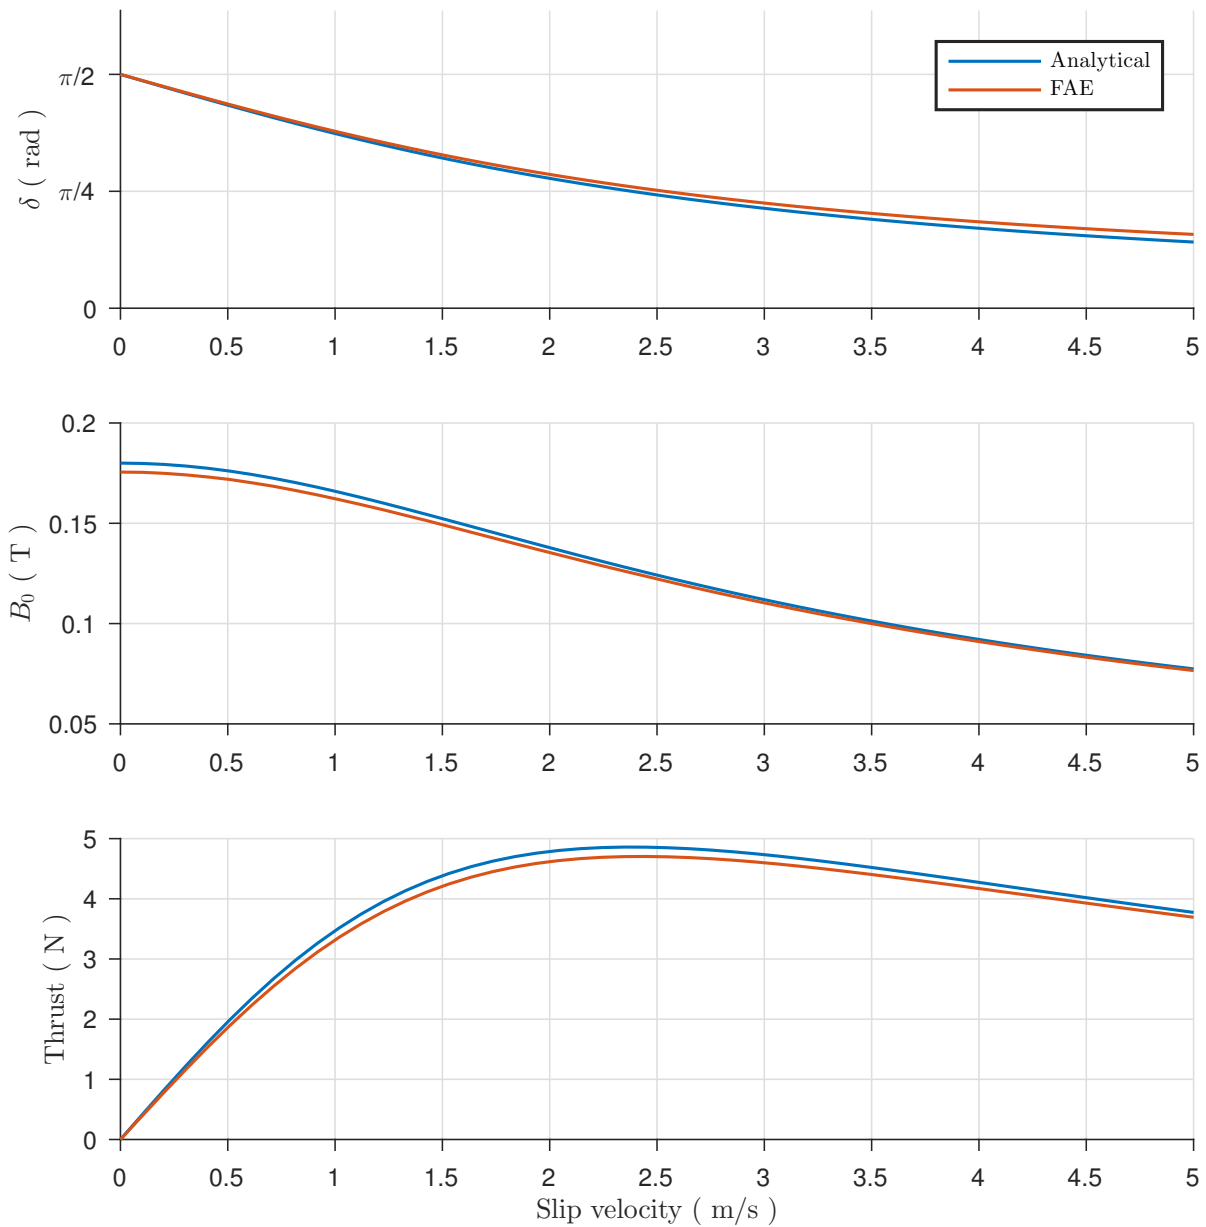 Analytical
FAE
π/2
π/4
0
δ ( rad )
0 0.5 1 1.5 2 2.5 3 3.5 4 4.5 5
0.2
0.15
0.1
0.05
B₀ ( T )
0 0.5 1 1.5 2 2.5 3 3.5 4 4.5 5
5
4
3
2
1
0
Thrust ( N )
0 0.5 1 1.5 2 2.5 3 3.5 4 4.5 5
Slip velocity ( m/s )